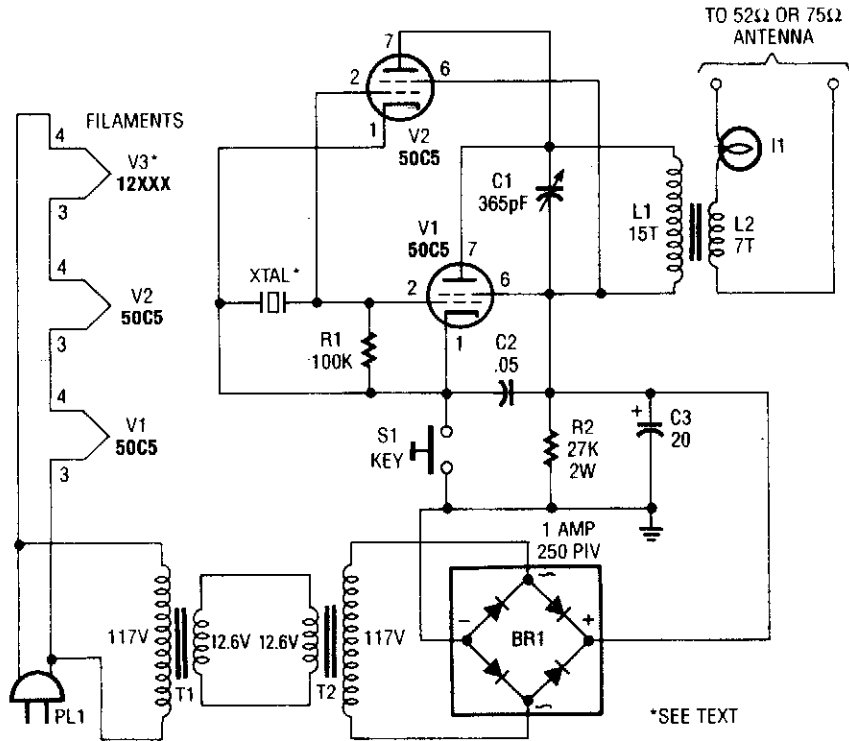 TO 52Ω OR 75Ω
ANTENNA
7
2
6
1
V2
50C5
FILAMENTS
4
V3*
12XXX
3
4
V2
50C5
3
4
V1
50C5
3
I1
C1
365pF
L1
15T
L2
7T
V1
50C5
7
XTAL*
2
6
1
R1
100K
C2
.05
S1
KEY
R2
27K
2W
+
C3
20
1 AMP
250 PIV
117V
12.6V
12.6V
117V
T1
T2
~
-
BR1
+
~
PL1
*SEE TEXT